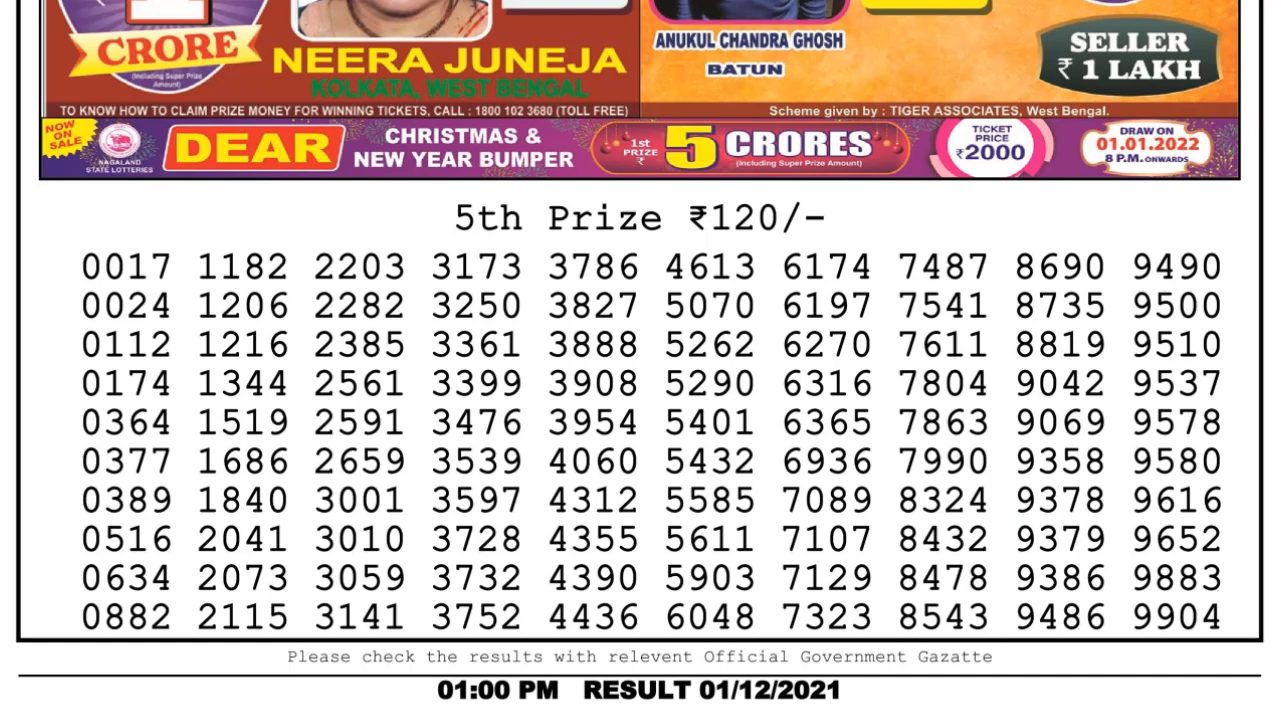 CRORE
(Including Super Prize
Amount)
NEERA JUNEJA
KOLKATA, WEST BENGAL
ANUKUL CHANDRA GHOSH
BATUN
SELLER
₹ 1 LAKH
TO KNOW HOW TO CLAIM PRIZE MONEY FOR WINNING TICKETS, CALL : 1800 102 3680 (TOLL FREE)
Scheme given by : TIGER ASSOCIATES, West Bengal.
NOW
ON
SALE
NAGALAND
STATE LOTTERIES
DEAR
CHRISTMAS &
NEW YEAR BUMPER
1st
PRIZE
₹
5
CRORES
(Including Super Prize Amount)
TICKET
PRICE
₹2000
DRAW ON
01.01.2022
8 P.M. ONWARDS
5th Prize ₹120/-
0017 1182 2203 3173 3786 4613 6174 7487 8690 9490
0024 1206 2282 3250 3827 5070 6197 7541 8735 9500
0112 1216 2385 3361 3888 5262 6270 7611 8819 9510
0174 1344 2561 3399 3908 5290 6316 7804 9042 9537
0364 1519 2591 3476 3954 5401 6365 7863 9069 9578
0377 1686 2659 3539 4060 5432 6936 7990 9358 9580
0389 1840 3001 3597 4312 5585 7089 8324 9378 9616
0516 2041 3010 3728 4355 5611 7107 8432 9379 9652
0634 2073 3059 3732 4390 5903 7129 8478 9386 9883
0882 2115 3141 3752 4436 6048 7323 8543 9486 9904
Please check the results with relevent Official Government Gazatte
01:00 PM RESULT 01/12/2021